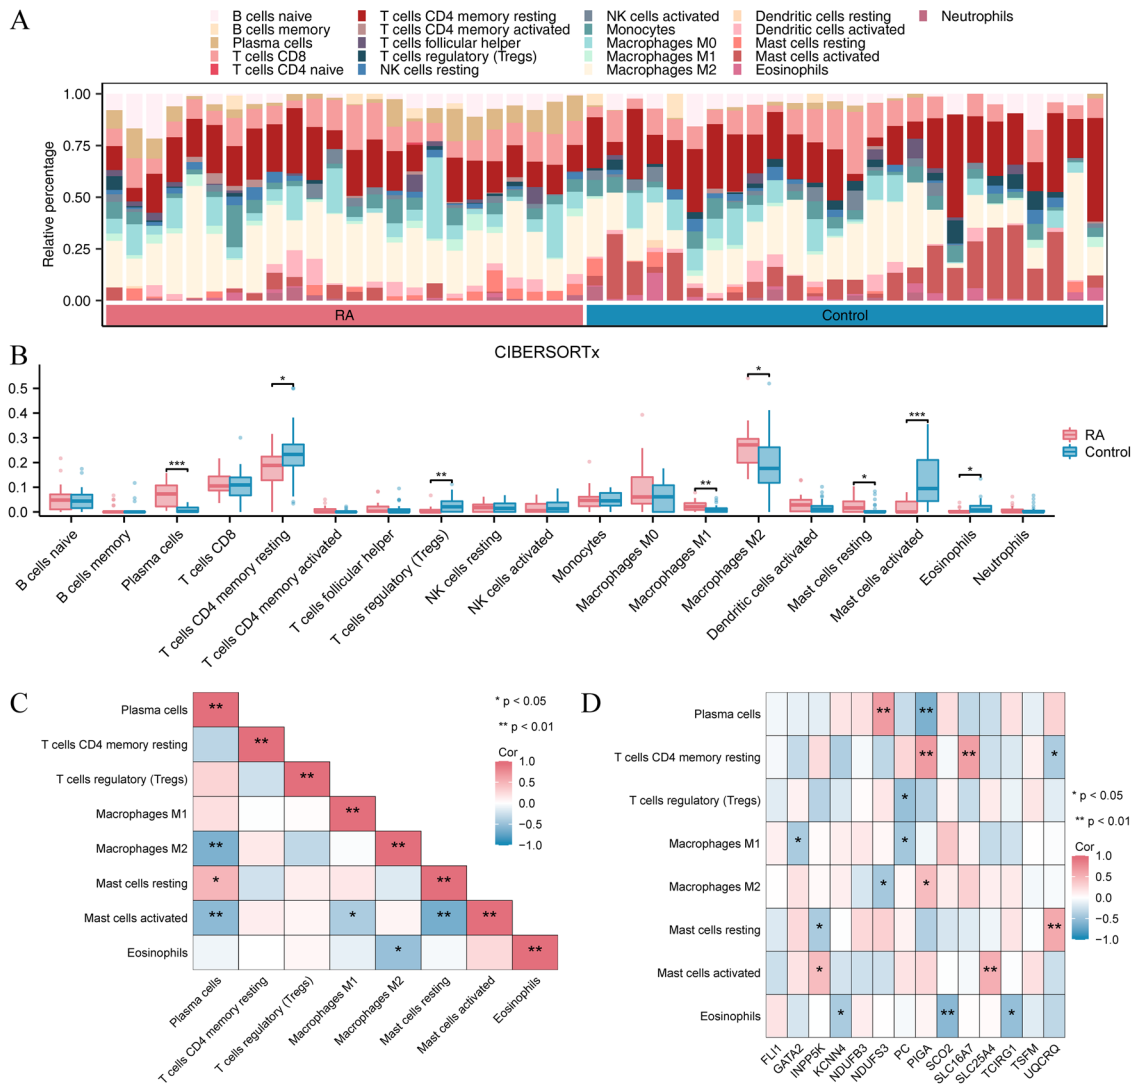 A
B cells naive
B cells memory
Plasma cells
T cells CD8
T cells CD4 naive
T cells CD4 memory resting
T cells CD4 memory activated
T cells follicular helper
T cells regulatory (Tregs)
NK cells resting
NK cells activated
Monocytes
Macrophages M0
Macrophages M1
Macrophages M2
Dendritic cells resting
Dendritic cells activated
Mast cells resting
Mast cells activated
Eosinophils
Neutrophils
Relative percentage
1.00
0.75
0.50
0.25
0.00
RA
Control
B
CIBERSORTx
0.5
0.4
0.3
0.2
0.1
0.0
***
*
**
**
*
*
***
*
RA
Control
B cells naive
B cells memory
Plasma cells
T cells CD8
T cells CD4 memory resting
T cells CD4 memory activated
T cells follicular helper
T cells regulatory (Tregs)
NK cells resting
NK cells activated
Monocytes
Macrophages M0
Macrophages M1
Macrophages M2
Dendritic cells activated
Mast cells resting
Mast cells activated
Eosinophils
Neutrophils
C
Plasma cells **
T cells CD4 memory resting **
T cells regulatory (Tregs) **
Macrophages M1 **
Macrophages M2 ** **
Mast cells resting * **
Mast cells activated ** * ** **
Eosinophils * **
Plasma cells
T cells CD4 memory resting
T cells regulatory (Tregs)
Macrophages M1
Macrophages M2
Mast cells resting
Mast cells activated
Eosinophils
* p < 0.05
** p < 0.01
Cor
1.0
0.5
0.0
−0.5
−1.0
D
Plasma cells ** **
T cells CD4 memory resting ** ** *
T cells regulatory (Tregs) *
Macrophages M1 * *
Macrophages M2 * *
Mast cells resting * **
Mast cells activated * **
Eosinophils * ** *
FLI1
GATA2
INPP5K
KCNN4
NDUFB3
NDUFS3
PC
PIGA
SCO2
SLC16A7
SLC25A4
TCIRG1
TSFM
UQCRQ
* p < 0.05
** p < 0.01
Cor
1.0
0.5
0.0
−0.5
−1.0